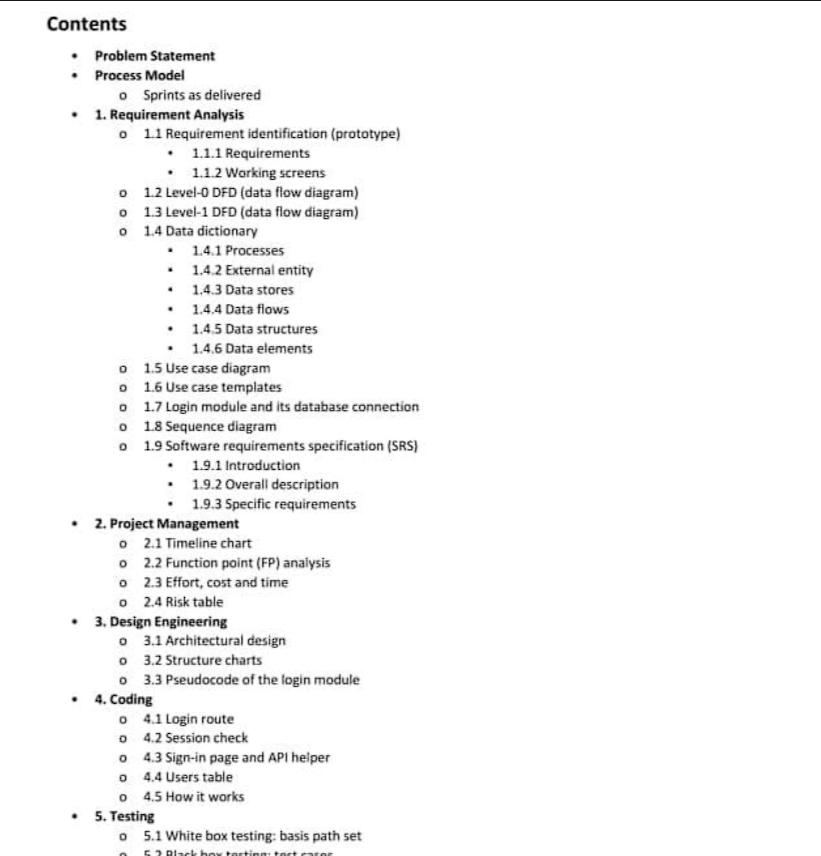 Contents
• Problem Statement
• Process Model
o Sprints as delivered
• 1. Requirement Analysis
o 1.1 Requirement identification (prototype)
▪ 1.1.1 Requirements
▪ 1.1.2 Working screens
o 1.2 Level-0 DFD (data flow diagram)
o 1.3 Level-1 DFD (data flow diagram)
o 1.4 Data dictionary
▪ 1.4.1 Processes
▪ 1.4.2 External entity
▪ 1.4.3 Data stores
▪ 1.4.4 Data flows
▪ 1.4.5 Data structures
▪ 1.4.6 Data elements
o 1.5 Use case diagram
o 1.6 Use case templates
o 1.7 Login module and its database connection
o 1.8 Sequence diagram
o 1.9 Software requirements specification (SRS)
▪ 1.9.1 Introduction
▪ 1.9.2 Overall description
▪ 1.9.3 Specific requirements
• 2. Project Management
o 2.1 Timeline chart
o 2.2 Function point (FP) analysis
o 2.3 Effort, cost and time
o 2.4 Risk table
• 3. Design Engineering
o 3.1 Architectural design
o 3.2 Structure charts
o 3.3 Pseudocode of the login module
• 4. Coding
o 4.1 Login route
o 4.2 Session check
o 4.3 Sign-in page and API helper
o 4.4 Users table
o 4.5 How it works
• 5. Testing
o 5.1 White box testing: basis path set
o 5.2 Black box testing: test cases